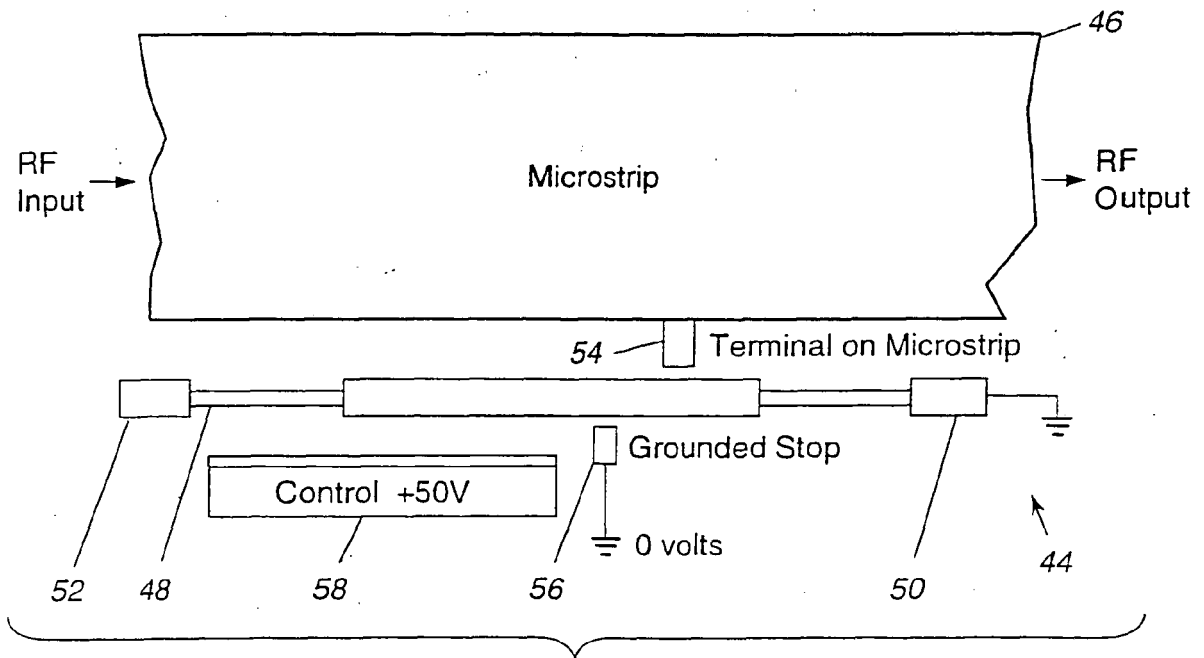 46
RF
Input
Microstrip
RF
Output
54
Terminal on Microstrip
Grounded Stop
Control +50V
0 volts
52
48
58
56
50
44